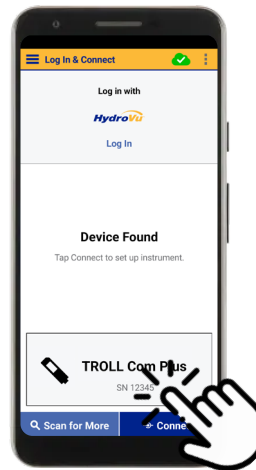 Log In & Connect
Log in with
HydroVu
Log In
Device Found
Tap Connect to set up instrument.
TROLL Com Plus
SN 12345
Scan for More